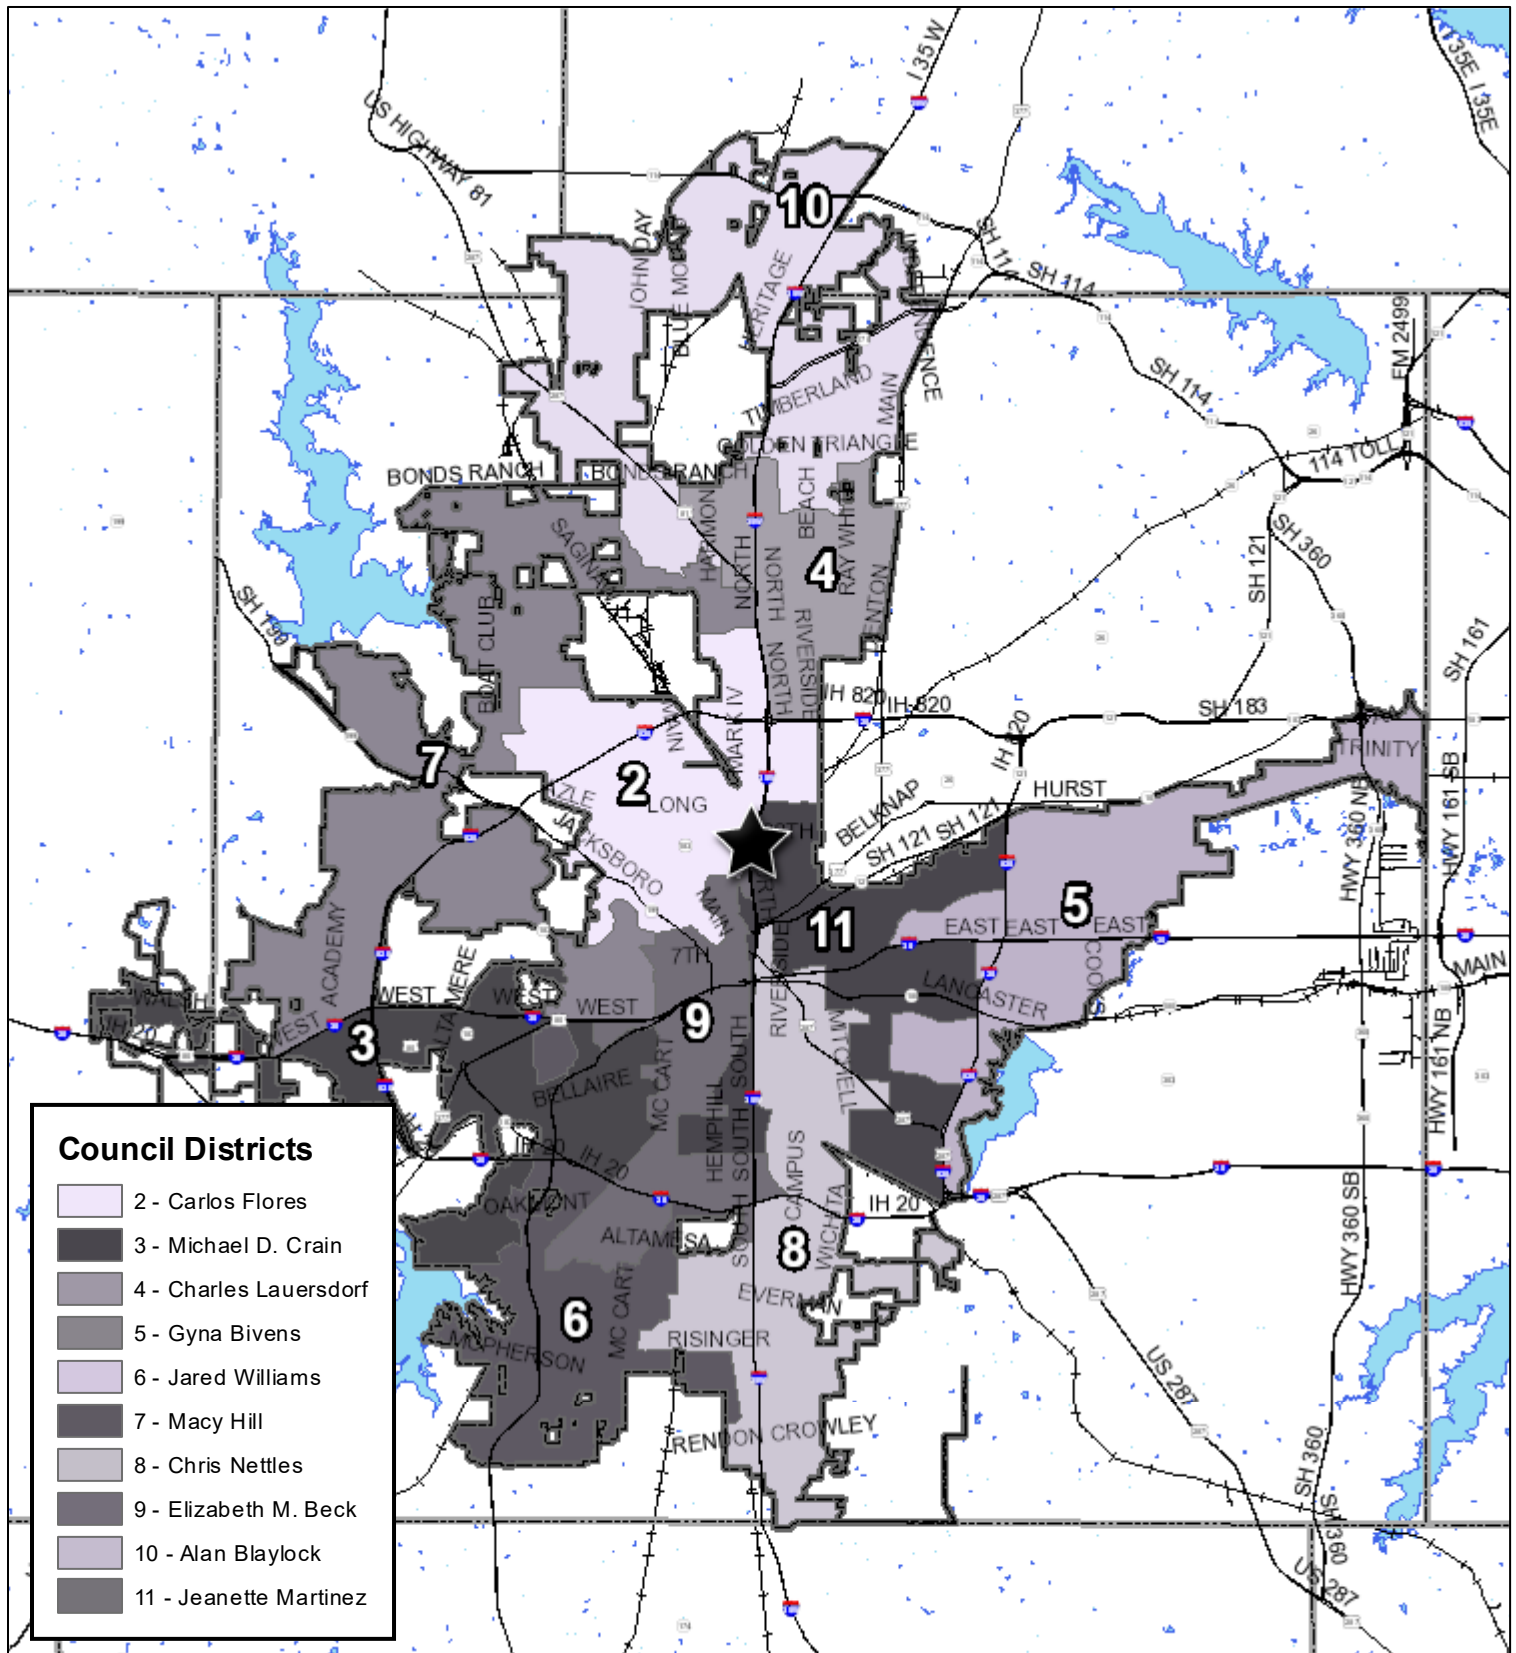 I 35W
I 35E
I 35E
US HIGHWAY 81
10
SH 114
SH 114
JOHN DAY
HERITAGE
FM 2499
TIMBERLAND
MAIN
SH 114
GOLDEN TRIANGLE
BONDS RANCH
BONDS RANCH
114 TOLL
HARMON
BEACH
RAY WHITE
SAGINAW
4
NORTH
NORTH
SH 121
SH 360
SH 199
BOAT CLUB
RIVERSIDE
DENTON
NORTH
SH 161
MARK IV
MAIN
IH 820
IH 820
SH 183
IH 820
TRINITY
7
2
AZLE
LONG
JACKSBORO
BELKNAP
HURST
SH 121
SH 121
28TH
HWY 161 SB
HWY 360 NB
MAIN
11
5
EAST
EAST
EAST
ACADEMY
7TH
RIVERSIDE
LANCASTER
COOKS
MAIN
WALSH
WEST
WEST
WEST
ALTAMERE
IH 20
WEST
3
9
MITCHELL
HWY 161 NB
BELLAIRE
MC CART
HEMPHILL
SOUTH
SOUTH
IH 20
IH 20
CAMPUS
OAKMONT
ALTAMESA
SOUTH
8
WICHITA
IH 20
HWY 360 SB
EVERMAN
6
MC CART
RISINGER
MCPHERSON
US 287
RENDON CROWLEY
SH 360
SH 360
US 287
Council Districts
2 - Carlos Flores
3 - Michael D. Crain
4 - Charles Lauersdorf
5 - Gyna Bivens
6 - Jared Williams
7 - Macy Hill
8 - Chris Nettles
9 - Elizabeth M. Beck
10 - Alan Blaylock
11 - Jeanette Martinez